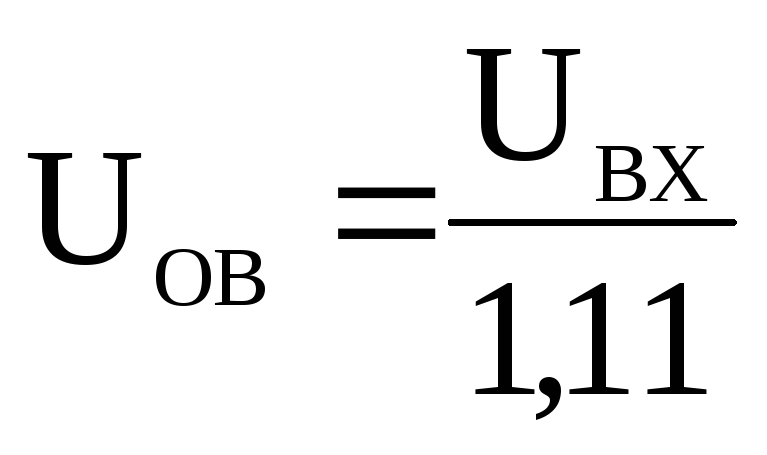 U_ОВ = U_ВХ / 1,11